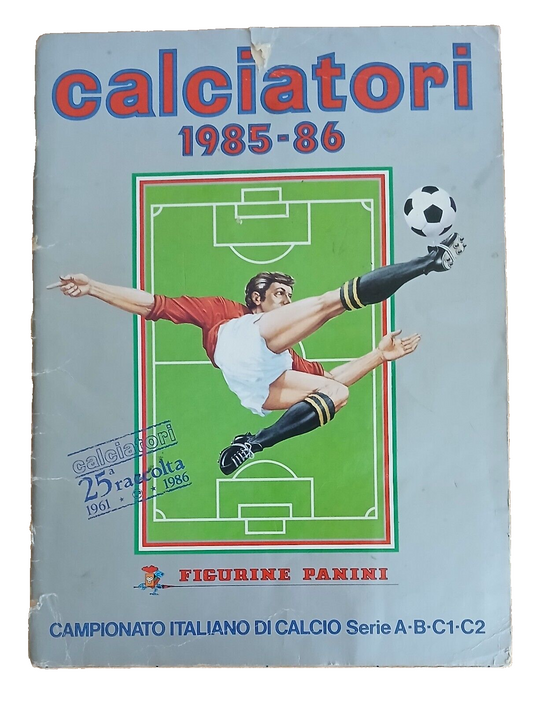 calciatori
1985-86
calciatori
25ª raccolta
1961 • • 1986
FIGURINE PANINI
CAMPIONATO ITALIANO DI CALCIO Serie A·B·C1·C2